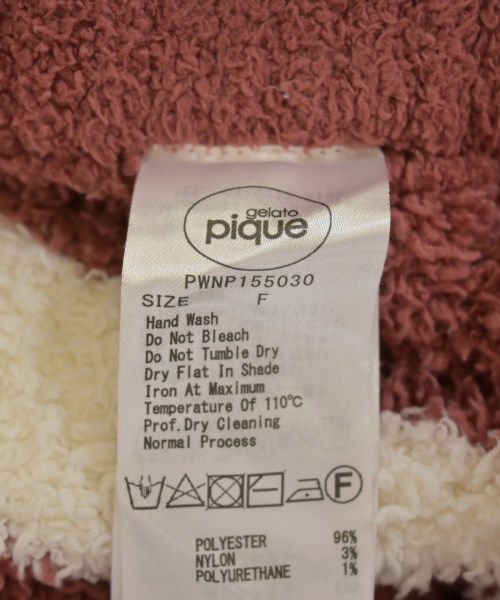 gelato
pique
PWNP155030
SIZE F
Hand Wash
Do Not Bleach
Do Not Tumble Dry
Dry Flat In Shade
Iron At Maximum
Temperature Of 110℃
Prof.Dry Cleaning
Normal Process
F
POLYESTER 96%
NYLON 3%
POLYURETHANE 1%